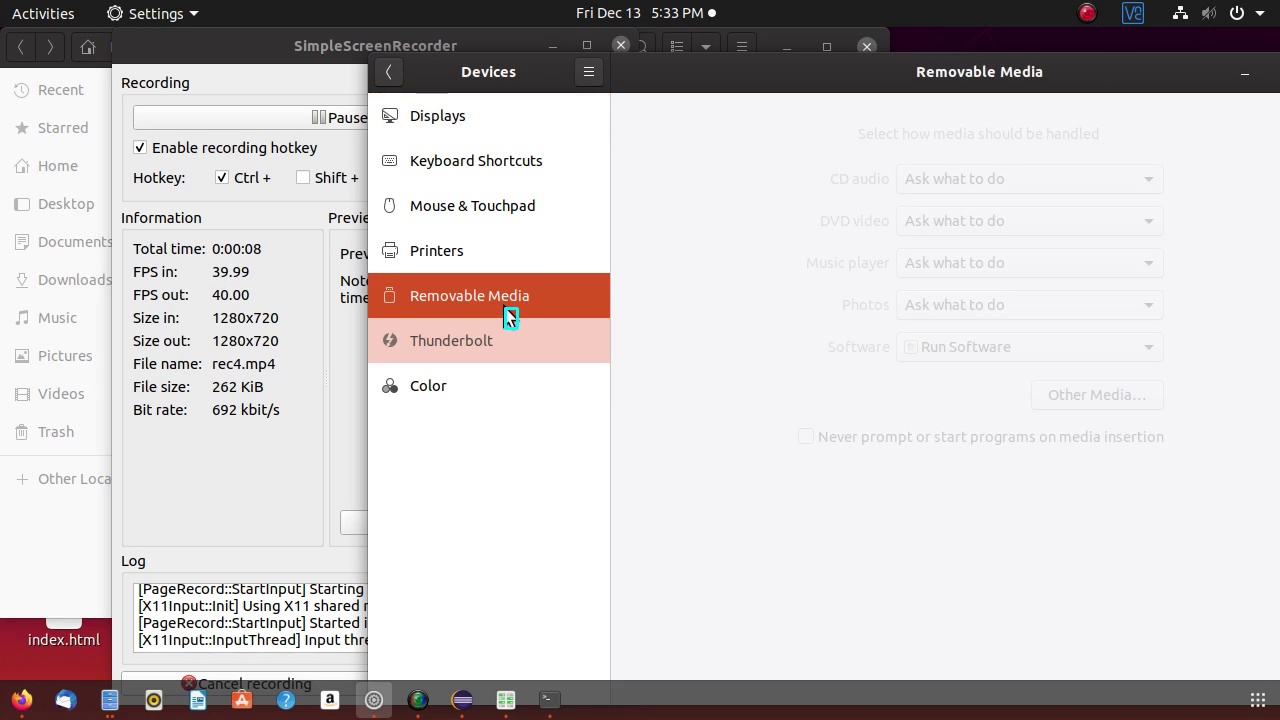 Activities
Settings
Fri Dec 13 5:33 PM
SimpleScreenRecorder
Devices
Removable Media
Recent
Starred
Home
Desktop
Documents
Downloads
Music
Pictures
Videos
Trash
Other Loca
index.html
Recording
Pause
Enable recording hotkey
Hotkey: Ctrl + Shift +
Information
Total time: 0:00:08
FPS in: 39.99
FPS out: 40.00
Size in: 1280x720
Size out: 1280x720
File name: rec4.mp4
File size: 262 KiB
Bit rate: 692 kbit/s
Previe
Prev
Note
time
Log
[PageRecord::StartInput] Starting
[X11Input::Init] Using X11 shared
[PageRecord::StartInput] Started i
[X11Input::InputThread] Input thre
Cancel recording
Displays
Keyboard Shortcuts
Mouse & Touchpad
Printers
Removable Media
Thunderbolt
Color
Select how media should be handled
CD audio Ask what to do
DVD video Ask what to do
Music player Ask what to do
Photos Ask what to do
Software Run Software
Other Media...
Never prompt or start programs on media insertion